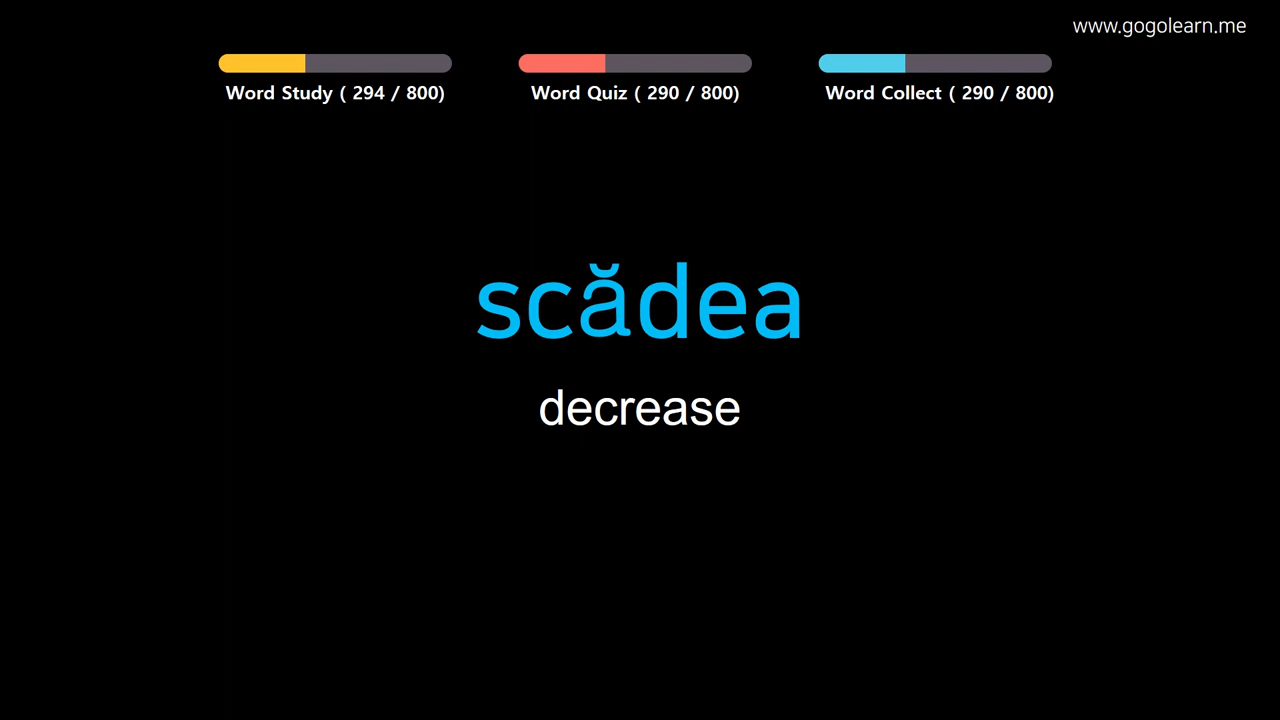 www.gogolearn.me
Word Study ( 294 / 800)
Word Quiz ( 290 / 800)
Word Collect ( 290 / 800)
scădea
decrease